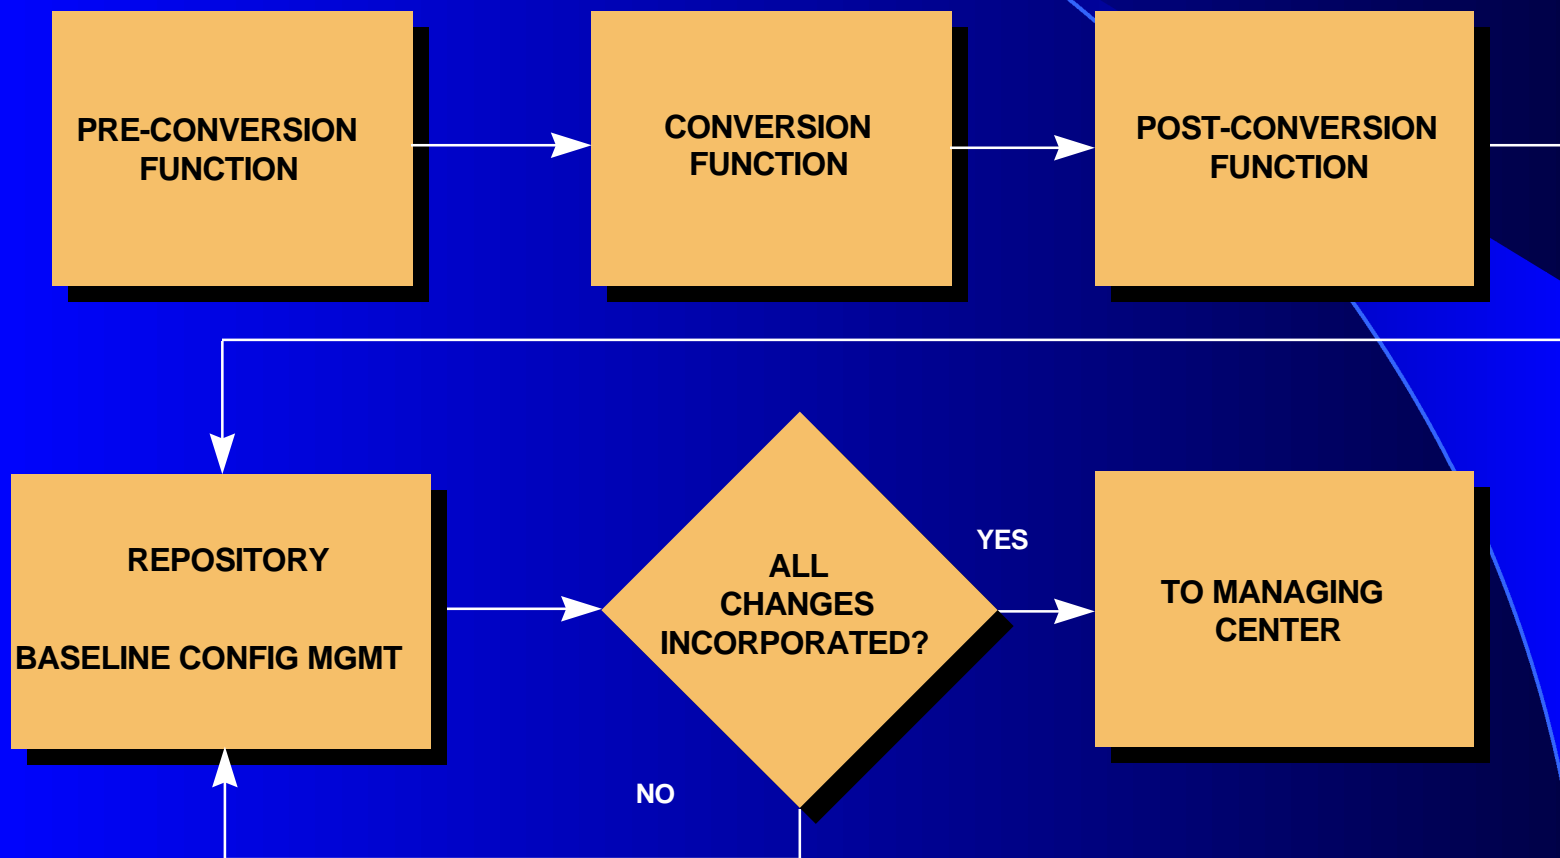 PRE-CONVERSION
FUNCTION
CONVERSION
FUNCTION
POST-CONVERSION
FUNCTION
REPOSITORY
BASELINE CONFIG MGMT
ALL
CHANGES
INCORPORATED?
YES
NO
TO MANAGING
CENTER